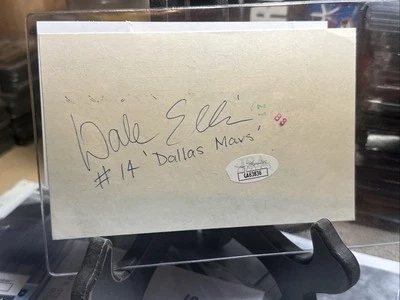 Dale Ellis
#14 'Dallas Mavs'